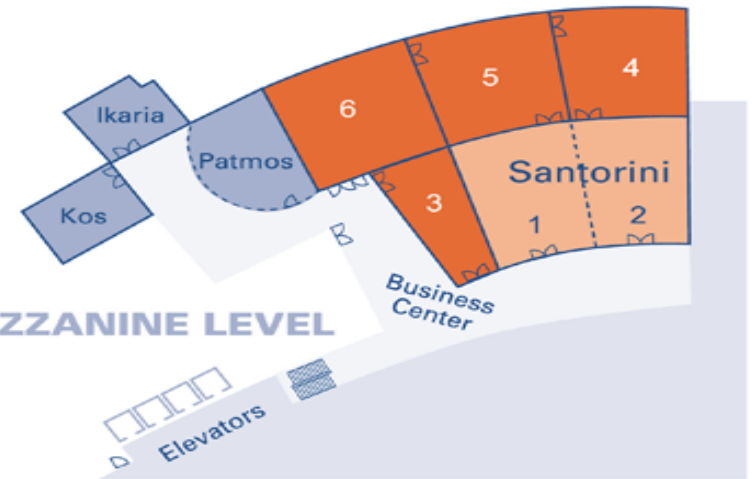 4
5
6
Ikaria
Patmos
Santorini
3
Kos
1
2
Business
Center
ZZANINE LEVEL
Elevators